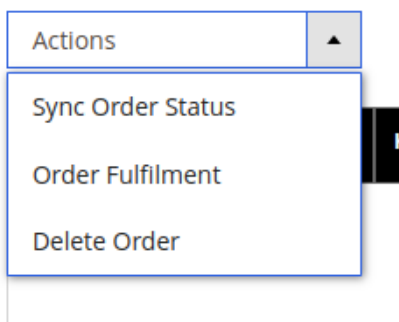 Actions
Sync Order Status
Order Fulfilment
Delete Order